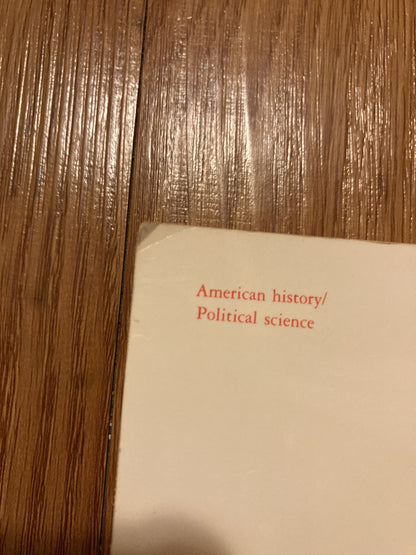 American history/
Political science